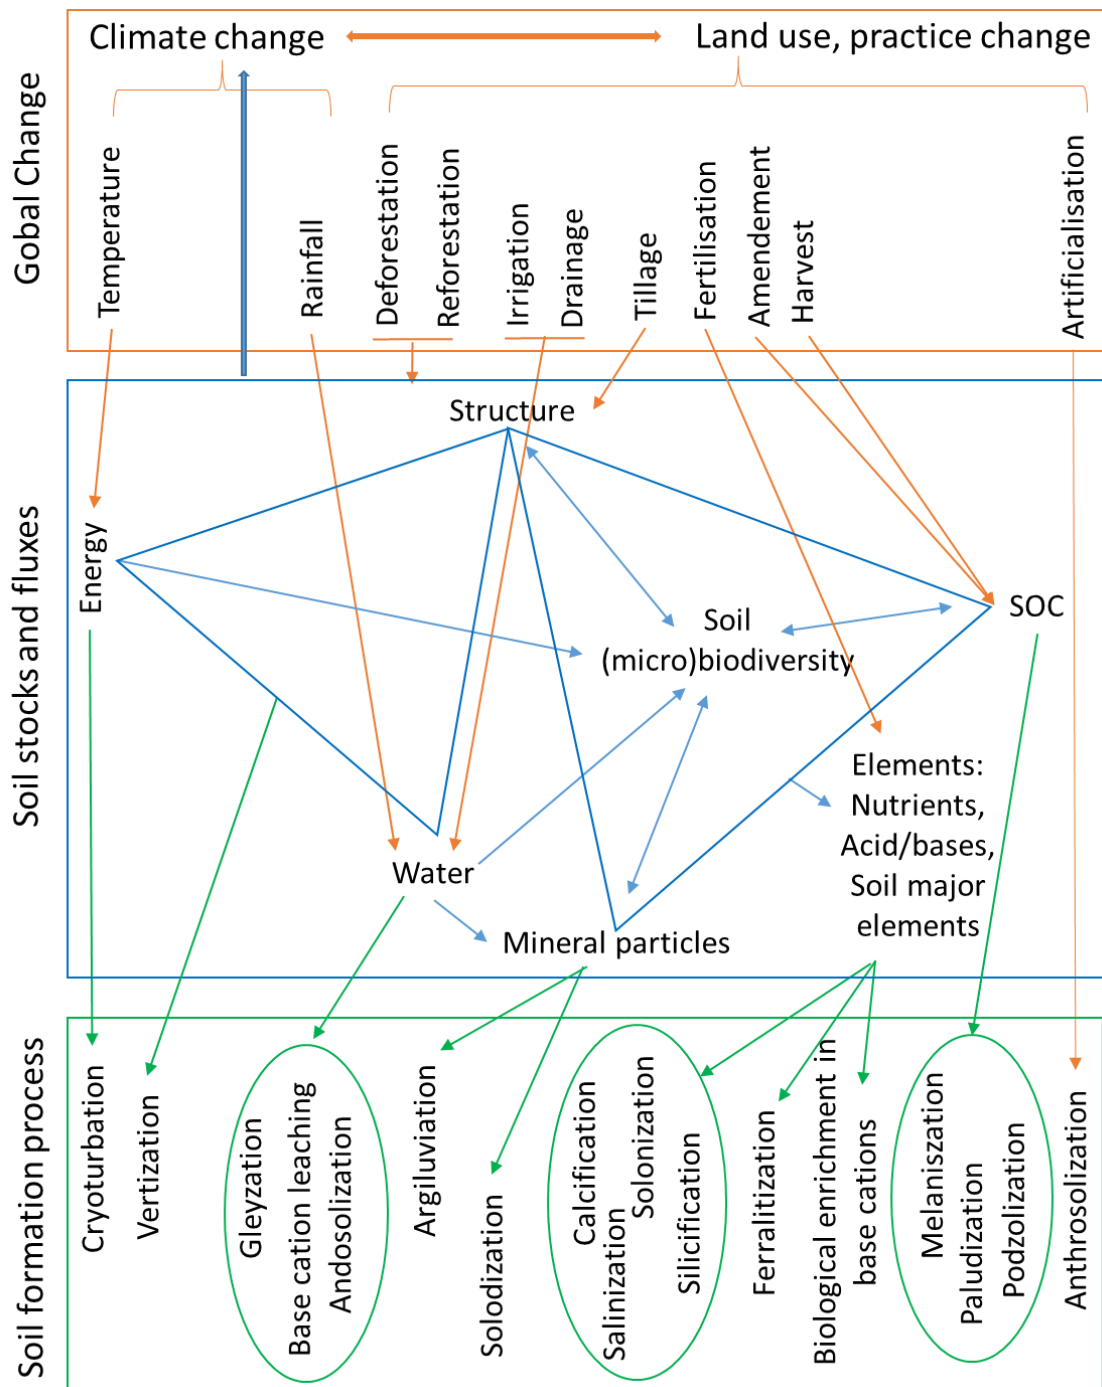 Climate change
Land use, practice change
Gobal Change
Temperature
Rainfall
Deforestation
Reforestation
Irrigation
Drainage
Tillage
Fertilisation
Amendement
Harvest
Artificialisation
Soil stocks and fluxes
Structure
Energy
Soil
(micro)biodiversity
SOC
Elements:
Nutrients,
Acid/bases,
Soil major
elements
Water
Mineral particles
Soil formation process
Cryoturbation
Vertization
Gleyzation
Base cation leaching
Andosolization
Argiluviation
Solodization
Calcification
Salinization
Solonization
Silicification
Ferralitization
Biological enrichment in
base cations
Melaniszation
Paludization
Podzolization
Anthrosolization